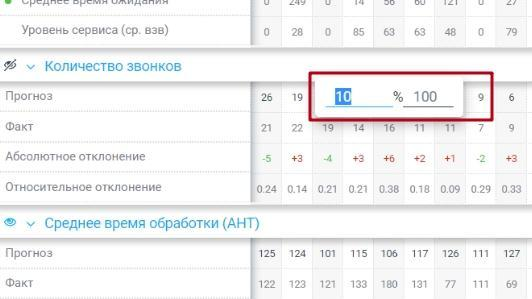 Среднее время ожидания 0 249 0 14 56 60 121 0 27
Уровень сервиса (ср. взв) 0 28 0 85 63 63 48 0 79
Количество звонков
Прогноз 26 19 10 % 100 9 6
Факт 21 22 19 14 16 11 11 7 9
Абсолютное отклонение -5 +3 -4 +3 +6 +2 +1 -2 +3
Относительное отклонение 0.24 0.14 0.21 0.21 0.38 0.18 0.09 0.29 0.33
Среднее время обработки (AHT)
Прогноз 125 124 101 115 106 117 126 111 127
Факт 122 123 121 133 180 131 77 111 69